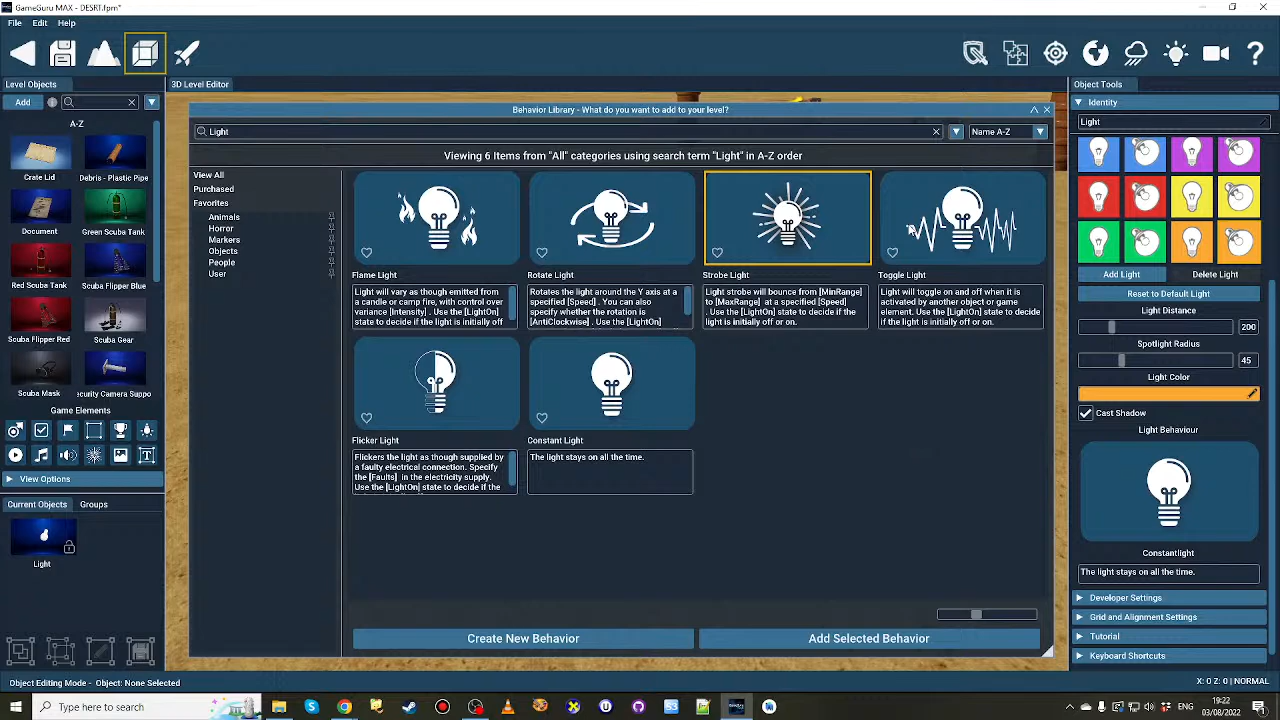 GameGuru MAX - DESRT.fpm*
File Edit Help
Level Objects
3D Level Editor
Object Tools
Add
A-Z
Crate Lid
Debris - Plastic Pipe
Document
Green Scuba Tank
Red Scuba Tank
Scuba Flipper Blue
Scuba Flipper Red
Scuba Goggles
Scuba Mask
ecurity Camera Suppo
Game Elements
View Options
Current Objects Groups
Light
Behavior Library - What do you want to add to your level?
Light
Name A-Z
Viewing 6 Items from "All" categories using search term "Light" in A-Z order
View All
Purchased
Favorites
Animals
Horror
Markers
Objects
People
User
Flame Light
Light will vary as though emitted from
a candle or camp fire, with control over
variance [Intensity] . Use the [LightOn]
state to decide if the light is initially off
Rotate Light
Rotates the light around the Y axis at a
specified [Speed] . You can also
specify whether the rotation is
[AntiClockwise] . Use the [LightOn]
Strobe Light
Light strobe will bounce from [MinRange]
to [MaxRange] at a specified [Speed]
. Use the [LightOn] state to decide if
the light is initially off or on.
Toggle Light
Light will toggle on and off when it is
activated by another object or game
element. Use the [LightOn] state to decide
if the light is initially off or on.
Flicker Light
Flickers the light as though supplied by
a faulty electrical connection. Specify
the [Faults] in the electricity supply
Use the [LightOn] state to decide if the
Constant Light
The light stays on all the time.
Create New Behavior
Add Selected Behavior
Identity
Light
Add Light
Delete Light
Reset to Default Light
Light Distance
200
Spotlight Radius
45
Light Color
Cast Shadow
Light Behaviour
Constantlight
The light stays on all the time.
Developer Settings
Grid and Alignment Settings
Tutorial
Keyboard Shortcuts
Object Editing Mode - Object: None Selected
X: 0 Z: 0 | NORMAL
Type here to search
19:22
03/08/2022